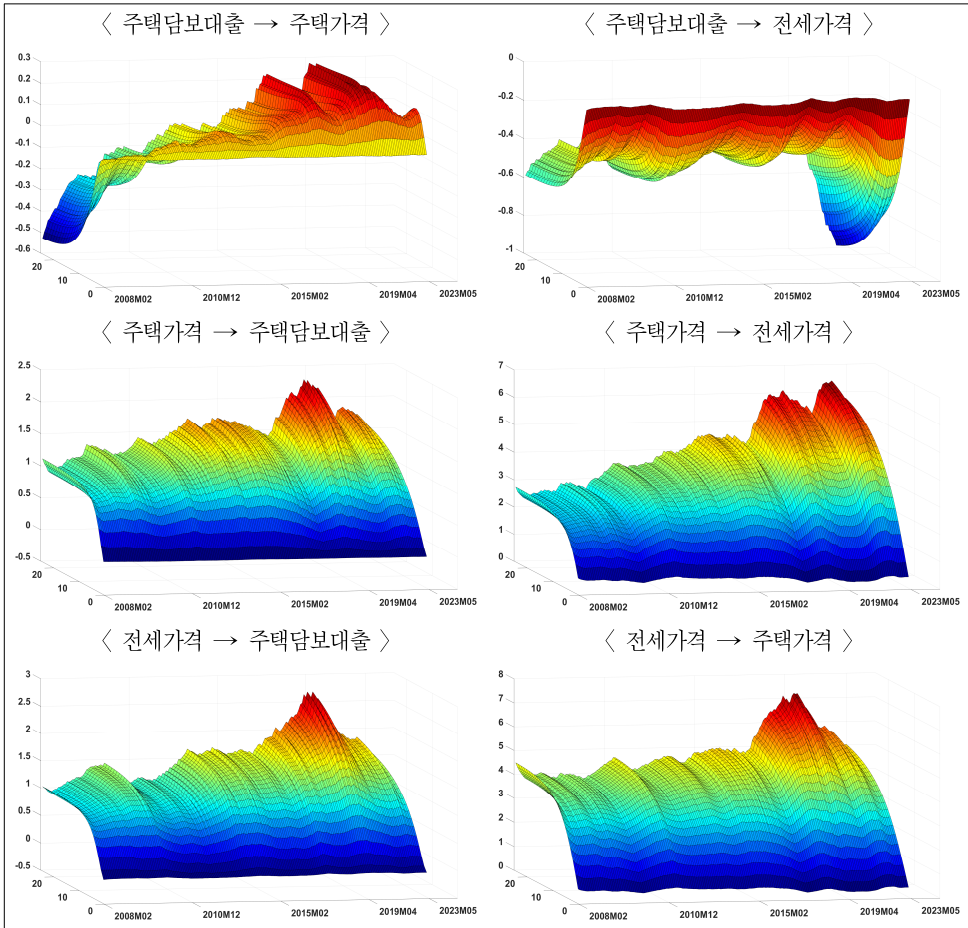 〈 주택담보대출 → 주택가격 〉
0.3
0.2
0.1
0
-0.1
-0.2
-0.3
-0.4
-0.5
-0.6
20
10
0
2008M02
2010M12
2015M02
2019M04
2023M05
〈 주택담보대출 → 전세가격 〉
0
-0.2
-0.4
-0.6
-0.8
-1
20
10
0
2008M02
2010M12
2015M02
2019M04
2023M05
〈 주택가격 → 주택담보대출 〉
2.5
2
1.5
1
0.5
0
-0.5
20
10
0
2008M02
2010M12
2015M02
2019M04
2023M05
〈 주택가격 → 전세가격 〉
7
6
5
4
3
2
1
0
20
10
0
2008M02
2010M12
2015M02
2019M04
2023M05
〈 전세가격 → 주택담보대출 〉
3
2.5
2
1.5
1
0.5
0
-0.5
20
10
0
2008M02
2010M12
2015M02
2019M04
2023M05
〈 전세가격 → 주택가격 〉
8
7
6
5
4
3
2
1
0
20
10
0
2008M02
2010M12
2015M02
2019M04
2023M05